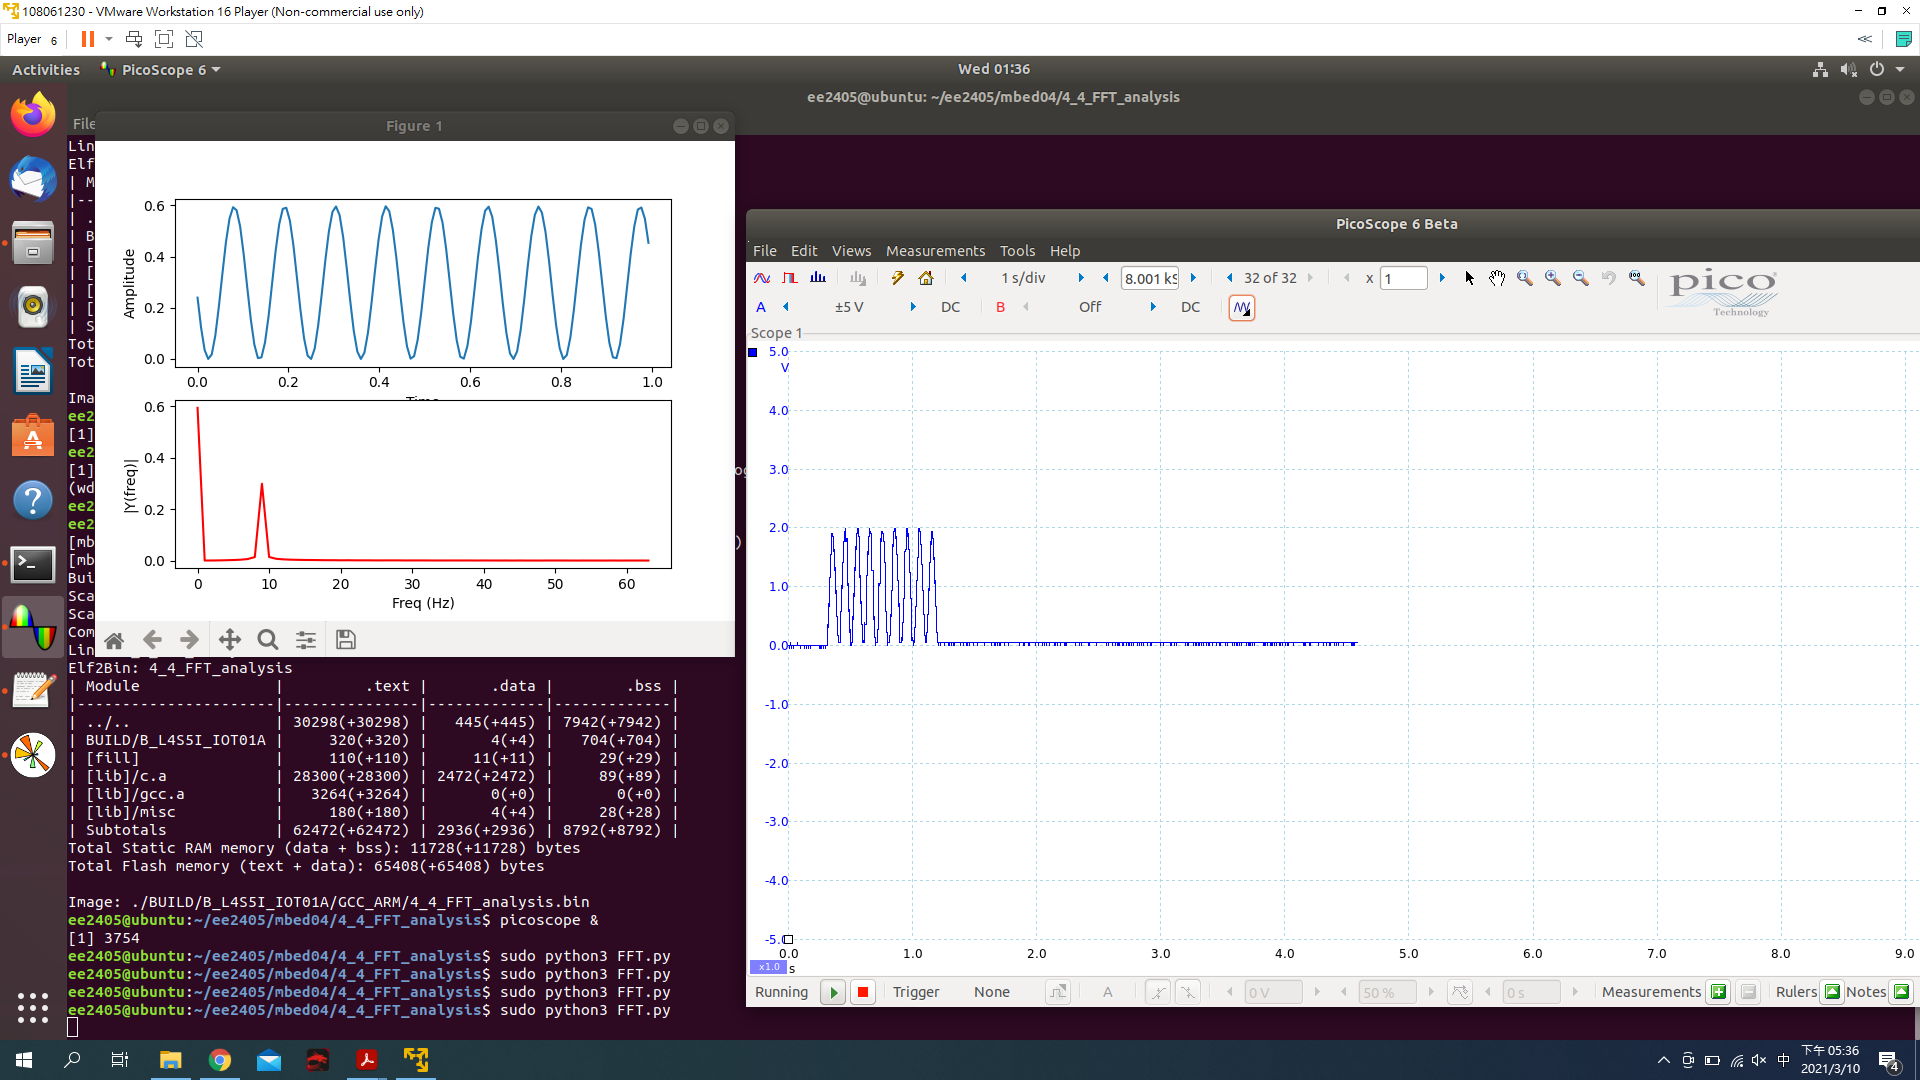 108061230 - VMware Workstation 16 Player (Non-commercial use only)
Player 6
Activities PicoScope 6 Wed 01:36
ee2405@ubuntu: ~/ee2405/mbed04/4_4_FFT_analysis
File
Figure 1
Lin
Elf
| M
|--
| .
| B
| [
| [
| [
| [
| S
Tot
Tot
Ima
ee2
[1]
ee2
[1]
(wd
ee2
ee2
[mb
[mb
Bui
Sca
Sca
Com
Lin
Amplitude
0.6
0.4
0.2
0.0
0.0 0.2 0.4 0.6 0.8 1.0
Time
|Y(freq)|
0.6
0.4
0.2
0.0
0 10 20 30 40 50 60
Freq (Hz)
og
)
Elf2Bin: 4_4_FFT_analysis
| Module | .text | .data | .bss |
|----------------------|---------------|-------------|-------------|
| ../.. | 30298(+30298) | 445(+445) | 7942(+7942) |
| BUILD/B_L4S5I_IOT01A | 320(+320) | 4(+4) | 704(+704) |
| [fill] | 110(+110) | 11(+11) | 29(+29) |
| [lib]/c.a | 28300(+28300) | 2472(+2472) | 89(+89) |
| [lib]/gcc.a | 3264(+3264) | 0(+0) | 0(+0) |
| [lib]/misc | 180(+180) | 4(+4) | 28(+28) |
| Subtotals | 62472(+62472) | 2936(+2936) | 8792(+8792) |
Total Static RAM memory (data + bss): 11728(+11728) bytes
Total Flash memory (text + data): 65408(+65408) bytes
Image: ./BUILD/B_L4S5I_IOT01A/GCC_ARM/4_4_FFT_analysis.bin
ee2405@ubuntu:~/ee2405/mbed04/4_4_FFT_analysis$ picoscope &
[1] 3754
ee2405@ubuntu:~/ee2405/mbed04/4_4_FFT_analysis$ sudo python3 FFT.py
ee2405@ubuntu:~/ee2405/mbed04/4_4_FFT_analysis$ sudo python3 FFT.py
ee2405@ubuntu:~/ee2405/mbed04/4_4_FFT_analysis$ sudo python3 FFT.py
ee2405@ubuntu:~/ee2405/mbed04/4_4_FFT_analysis$ sudo python3 FFT.py
PicoScope 6 Beta
File Edit Views Measurements Tools Help
1 s/div 8.001 kS 32 of 32 x 1
pico
Technology
A ±5 V DC B Off DC
Scope 1
5.0
V
4.0
3.0
2.0
1.0
0.0
-1.0
-2.0
-3.0
-4.0
-5.0
0.0 1.0 2.0 3.0 4.0 5.0 6.0 7.0 8.0 9.0
x1.0 s
Running Trigger None A 0 V 50 % 0 s Measurements Rulers Notes
中 下午 05:36
2021/3/10
4